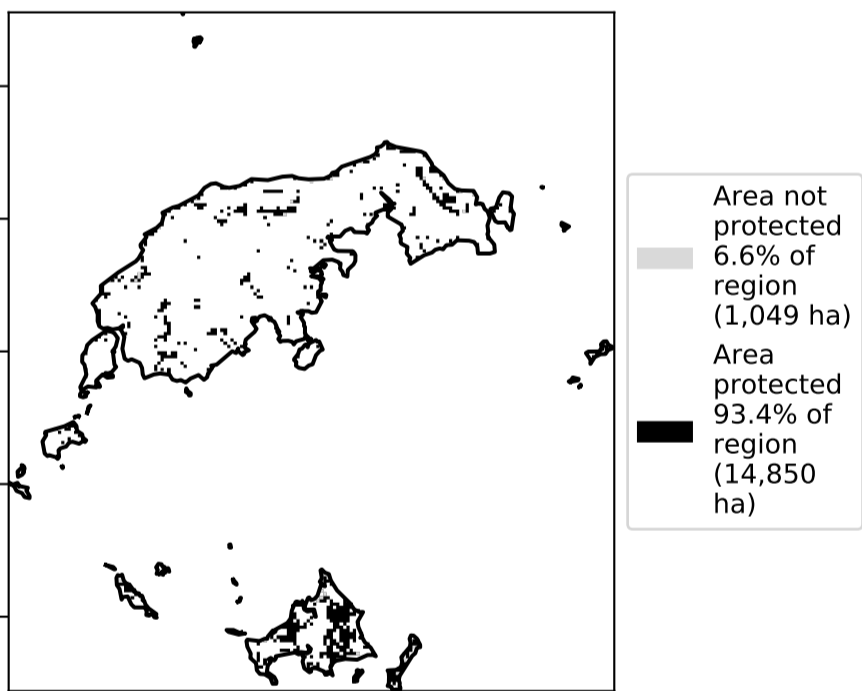 Area not
protected
6.6% of
region
(1,049 ha)
Area
protected
93.4% of
region
(14,850
ha)